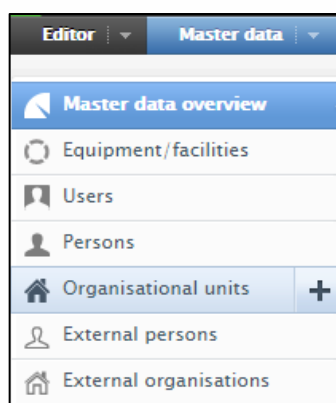 Editor Master data
Master data overview
Equipment/facilities
Users
Persons
Organisational units
External persons
External organisations